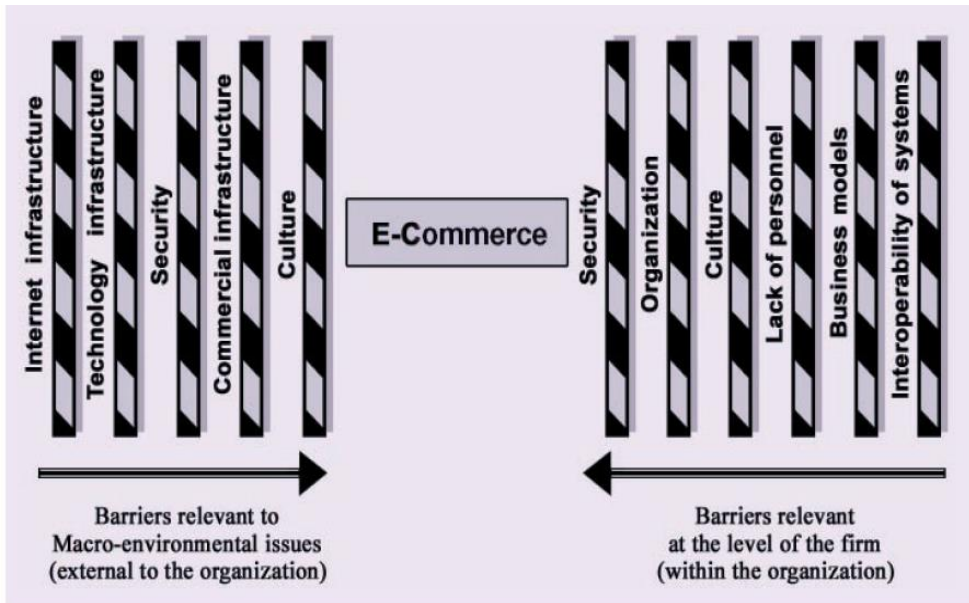 Internet infrastructure
Technology infrastructure
Security
Commercial infrastructure
Culture
E-Commerce
Security
Organization
Culture
Lack of personnel
Business models
Interoperability of systems
Barriers relevant to
Macro-environmental issues
(external to the organization)
Barriers relevant
at the level of the firm
(within the organization)